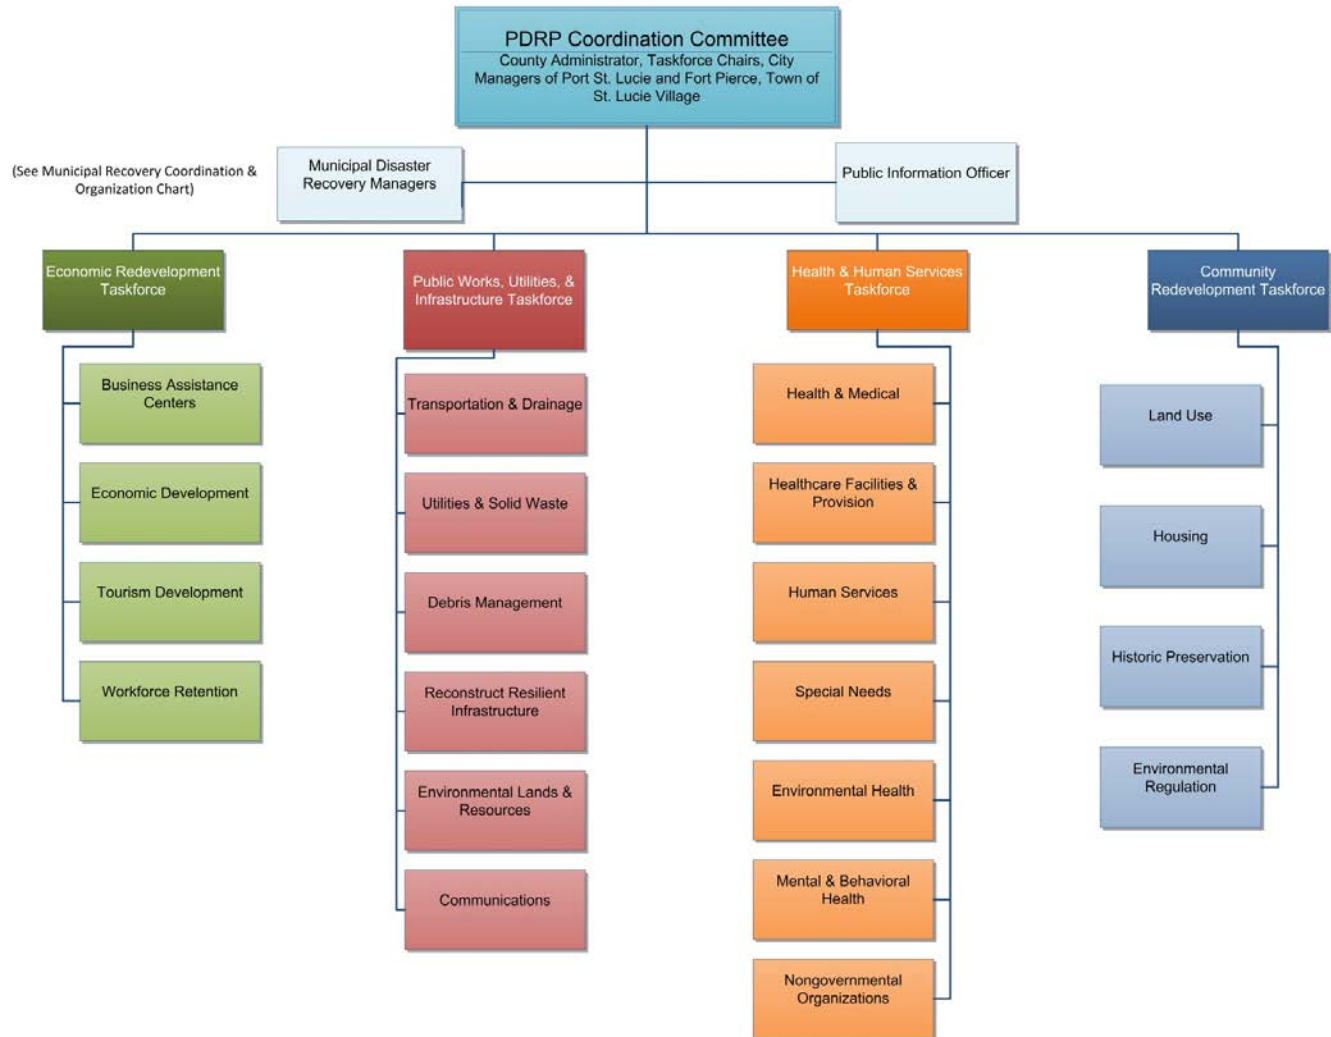 PDRP Coordination Committee
County Administrator, Taskforce Chairs, City
Managers of Port St. Lucie and Fort Pierce, Town of
St. Lucie Village
(See Municipal Recovery Coordination &
Organization Chart)
Municipal Disaster
Recovery Managers
Public Information Officer
Economic Redevelopment
Taskforce
Business Assistance
Centers
Economic Development
Tourism Development
Workforce Retention
Public Works, Utilities, &
Infrastructure Taskforce
Transportation & Drainage
Utilities & Solid Waste
Debris Management
Reconstruct Resilient
Infrastructure
Environmental Lands &
Resources
Communications
Health & Human Services
Taskforce
Health & Medical
Healthcare Facilities &
Provision
Human Services
Special Needs
Environmental Health
Mental & Behavioral
Health
Nongovernmental
Organizations
Community
Redevelopment Taskforce
Land Use
Housing
Historic Preservation
Environmental
Regulation